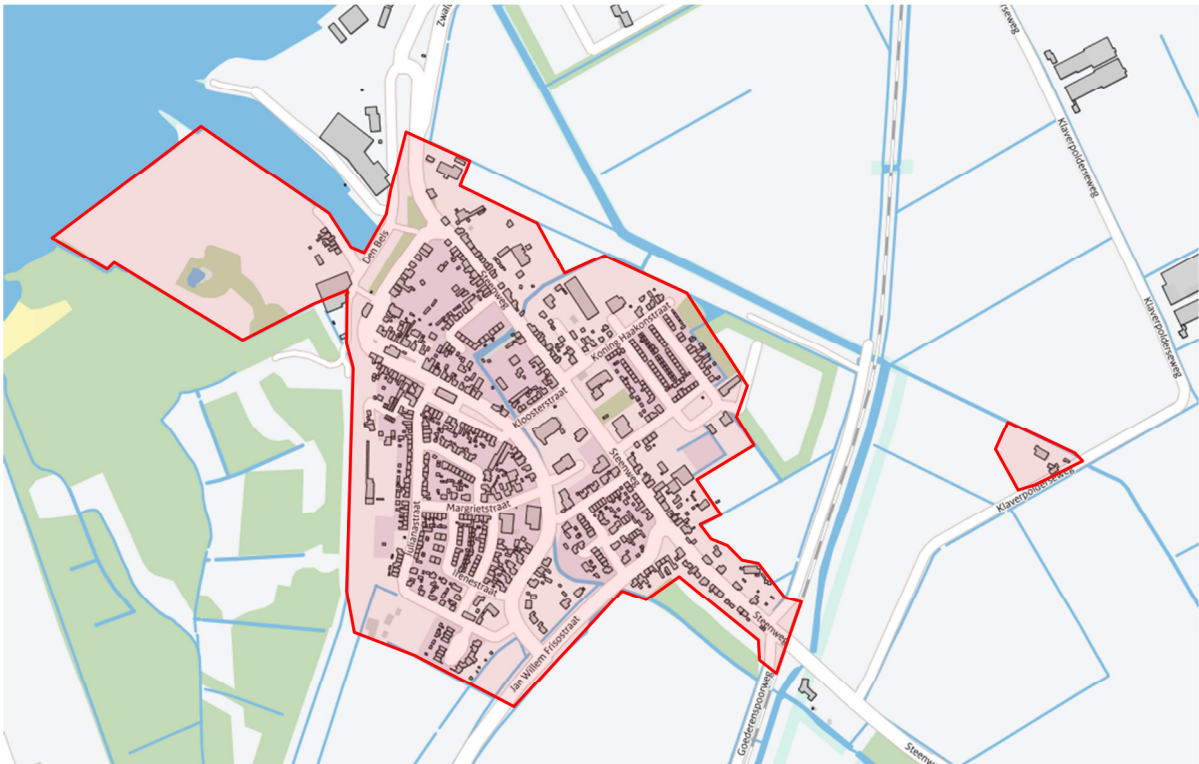 Klaverpolderseweg
Den Bels
Steenweg
Koning Haakonstraat
Kloosterstraat
Klaverpolderseweg
Steenweg
Margrietstraat
Julianastraat
Irenestraat
Klaverpolderseweg
Jan Willem Frisostraat
Steenweg
Goederenspoorweg